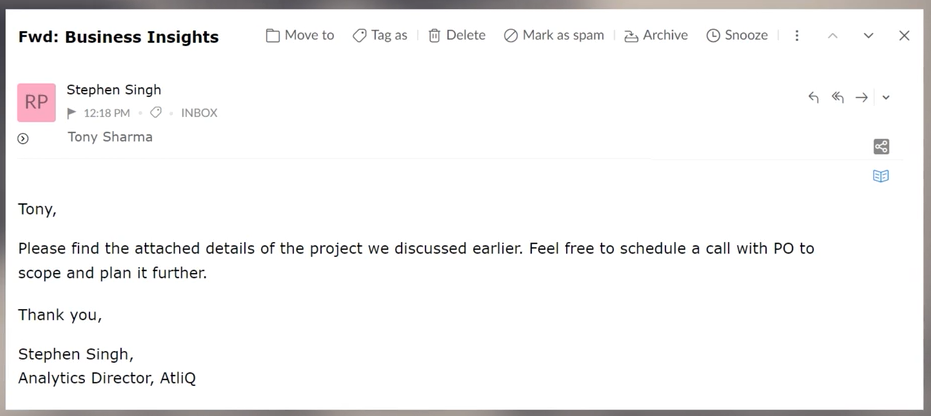 Fwd: Business Insights
Move to
Tag as
Delete
Mark as spam
Archive
Snooze
RP
Stephen Singh
12:18 PM
INBOX
Tony Sharma
Tony,
Please find the attached details of the project we discussed earlier. Feel free to schedule a call with PO to
scope and plan it further.
Thank you,
Stephen Singh,
Analytics Director, AtliQ